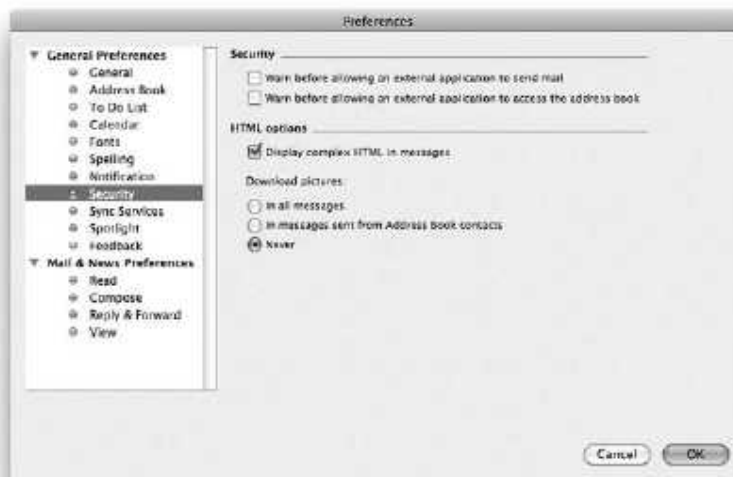 Preferences
General Preferences
General
Address Book
To Do List
Calendar
Fonts
Spelling
Notification
Security
Sync Services
Spotlight
Feedback
Mail & News Preferences
Read
Compose
Reply & Forward
View
Security
Warn before allowing an external application to send mail
Warn before allowing an external application to access the address book
HTML options
Display complex HTML in messages
Download pictures:
In all messages
In messages sent from Address Book contacts
Never
Cancel
OK